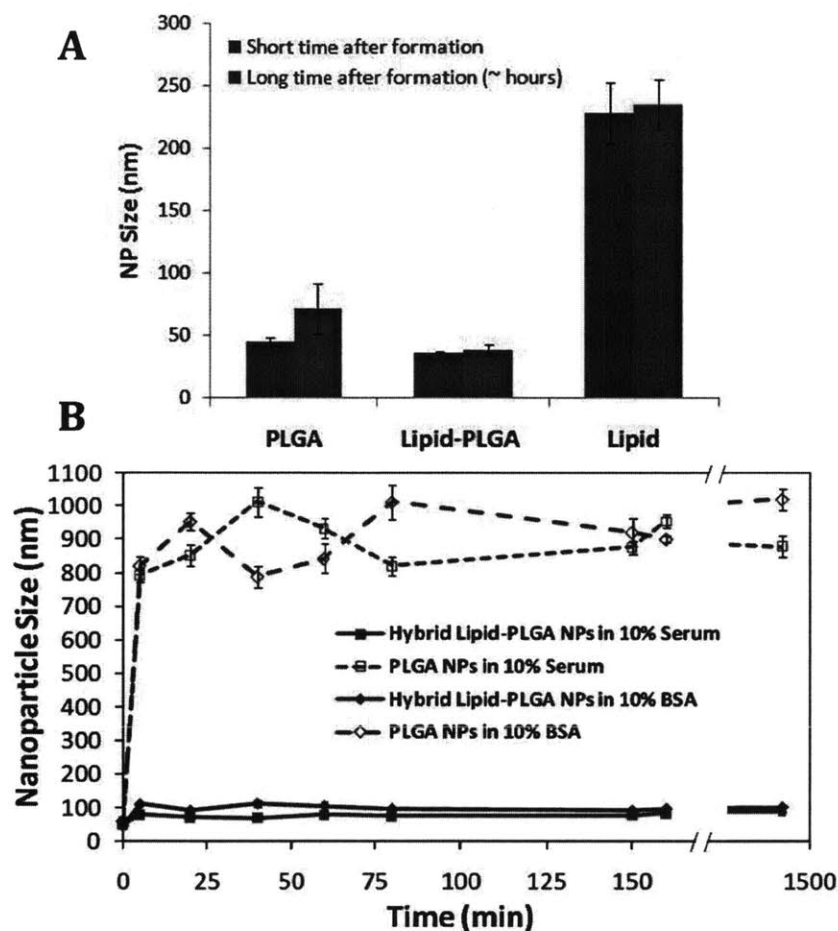 A
NP Size (nm)
300
250
200
150
100
50
0
Short time after formation
Long time after formation (~ hours)
PLGA
Lipid-PLGA
Lipid
B
Nanoparticle Size (nm)
1100
1000
900
800
700
600
500
400
300
200
100
0
Hybrid Lipid-PLGA NPs in 10% Serum
PLGA NPs in 10% Serum
Hybrid Lipid-PLGA NPs in 10% BSA
PLGA NPs in 10% BSA
0 25 50 75 100 125 150 1500
Time (min)